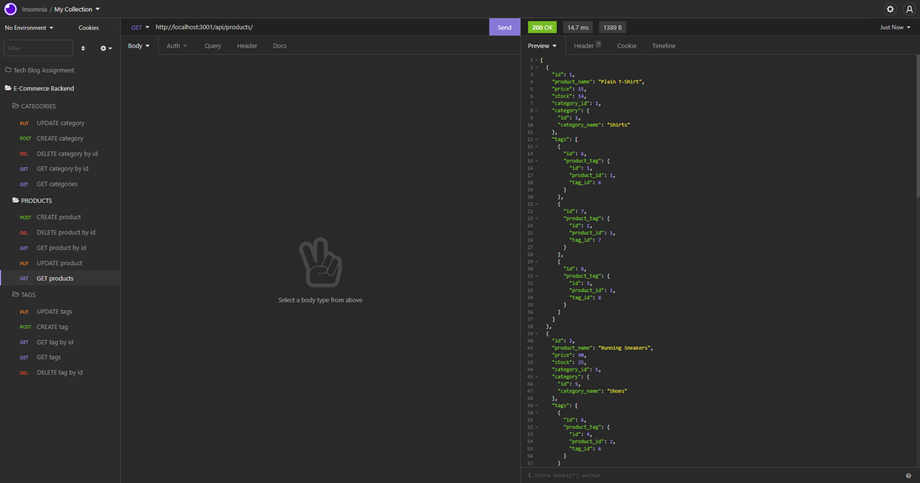 Insomnia / My Collection
No Environment
Cookies
Filter
Tech Blog Assignment
E-Commerce Backend
CATEGORIES
PUT UPDATE category
POST CREATE category
DEL DELETE category by id
GET GET category by id
GET GET categories
PRODUCTS
POST CREATE product
DEL DELETE product by id
GET GET product by id
PUT UPDATE product
GET GET products
TAGS
PUT UPDATE tags
POST CREATE tag
GET GET tag by id
GET GET tags
DEL DELETE tag by id
GET http://localhost:3001/api/products/ Send
Body Auth Query Header Docs
Select a body type from above
200 OK 14.7 ms 1389 B Just Now
Preview Header 7 Cookie Timeline
1 [
2 {
3 "id": 1,
4 "product_name": "Plain T-Shirt",
5 "price": 15,
6 "stock": 14,
7 "category_id": 1,
8 "category": {
9 "id": 1,
10 "category_name": "Shirts"
11 },
12 "tags": [
13 {
14 "id": 6,
15 "product_tag": {
16 "id": 1,
17 "product_id": 1,
18 "tag_id": 6
19 }
20 },
21 {
22 "id": 7,
23 "product_tag": {
24 "id": 2,
25 "product_id": 1,
26 "tag_id": 7
27 }
28 },
29 {
30 "id": 8,
31 "product_tag": {
32 "id": 3,
33 "product_id": 1,
34 "tag_id": 8
35 }
36 }
37 ]
38 },
39 {
40 "id": 2,
41 "product_name": "Running Sneakers",
42 "price": 90,
43 "stock": 25,
44 "category_id": 5,
45 "category": {
46 "id": 5,
47 "category_name": "Shoes"
48 },
49 "tags": [
50 {
51 "id": 6,
52 "product_tag": {
53 "id": 4,
54 "product_id": 2,
55 "tag_id": 6
56 }
57 ]
$.store.books[*].author